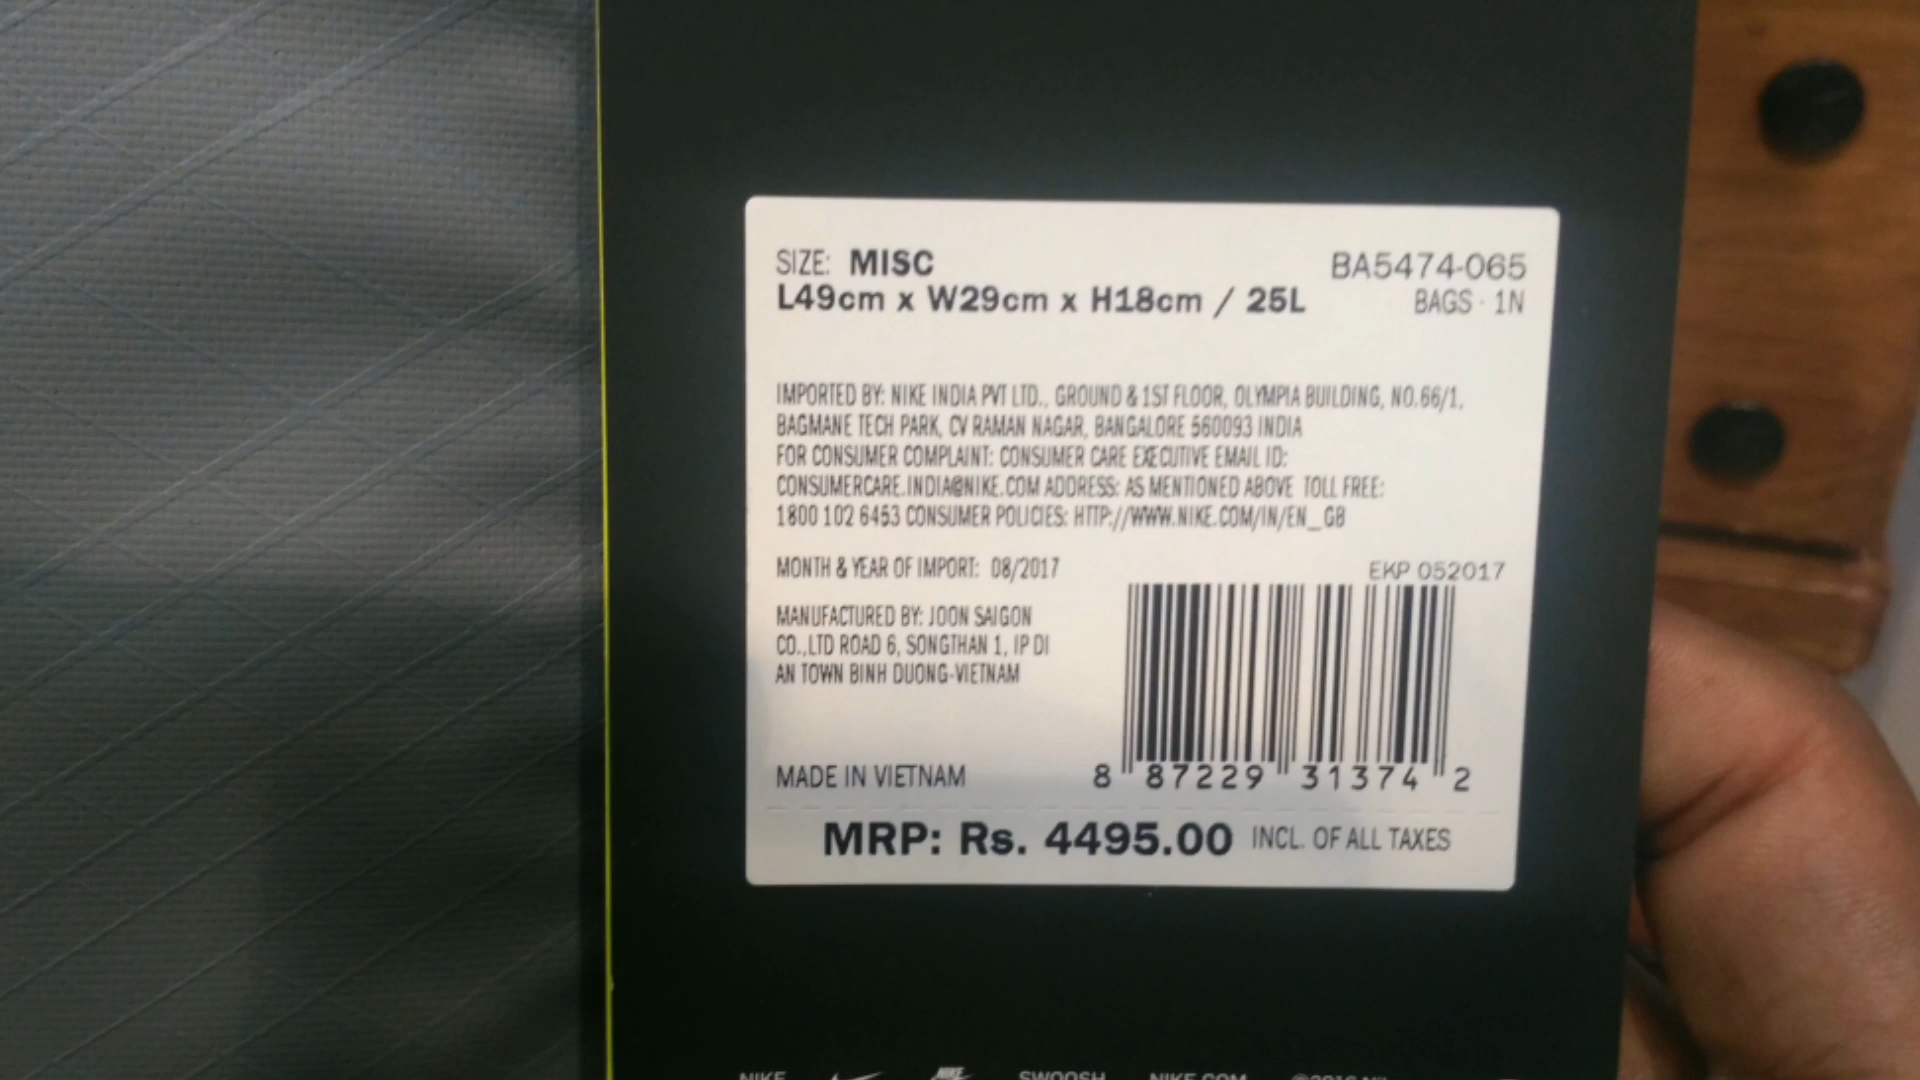 SIZE: MISC
BA5474-065
L49cm x W29cm x H18cm / 25L
BAGS · 1N
IMPORTED BY: NIKE INDIA PVT LTD., GROUND & 1ST FLOOR, OLYMPIA BUILDING, NO.66/1,
BAGMANE TECH PARK, CV RAMAN NAGAR, BANGALORE 560093 INDIA
FOR CONSUMER COMPLAINT: CONSUMER CARE EXECUTIVE EMAIL ID:
CONSUMERCARE.INDIA@NIKE.COM ADDRESS: AS MENTIONED ABOVE TOLL FREE:
1800 102 6453 CONSUMER POLICIES: HTTP://WWW.NIKE.COM/IN/EN_GB
MONTH & YEAR OF IMPORT: 08/2017
EKP 052017
MANUFACTURED BY: JOON SAIGON
CO.,LTD ROAD 6, SONGTHAN 1, IP DI
AN TOWN BINH DUONG-VIETNAM
MADE IN VIETNAM
8 87229 31374 2
MRP: Rs. 4495.00 INCL. OF ALL TAXES
NIKE NIKE SWOOSH NIKE.COM